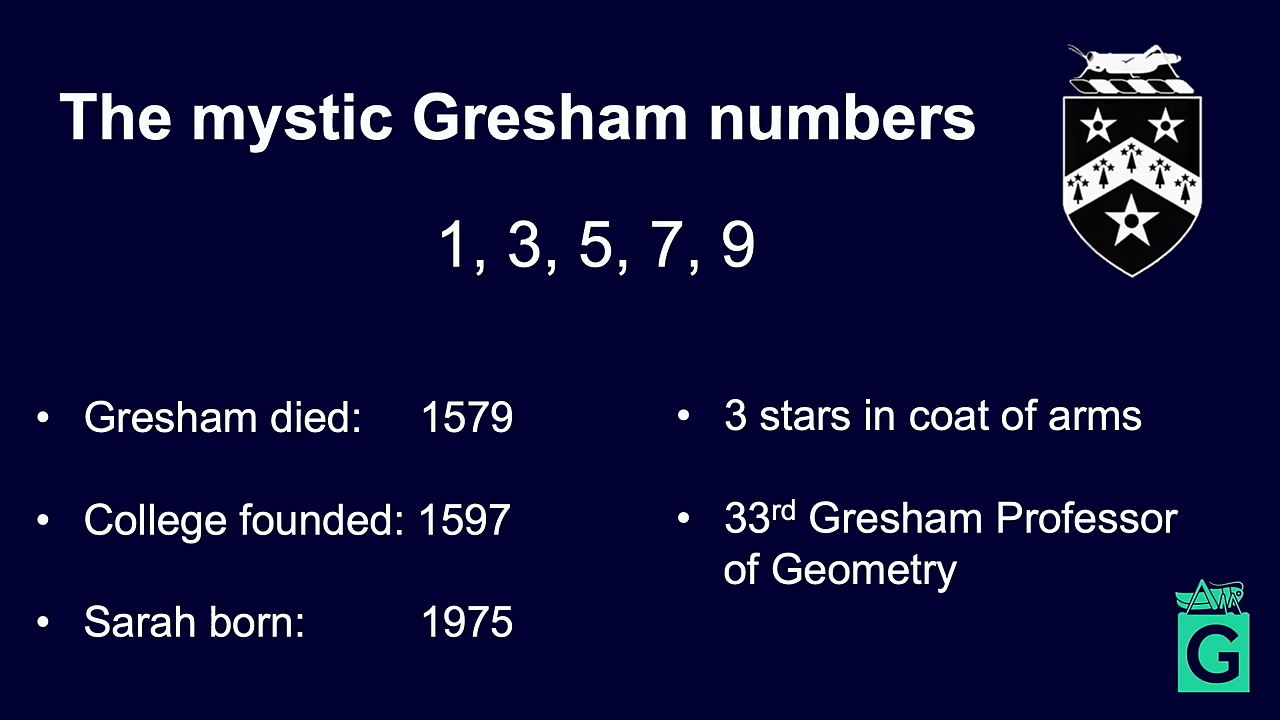 The mystic Gresham numbers
1, 3, 5, 7, 9
• Gresham died: 1579
• College founded: 1597
• Sarah born: 1975
• 3 stars in coat of arms
• 33rd Gresham Professor
of Geometry
G